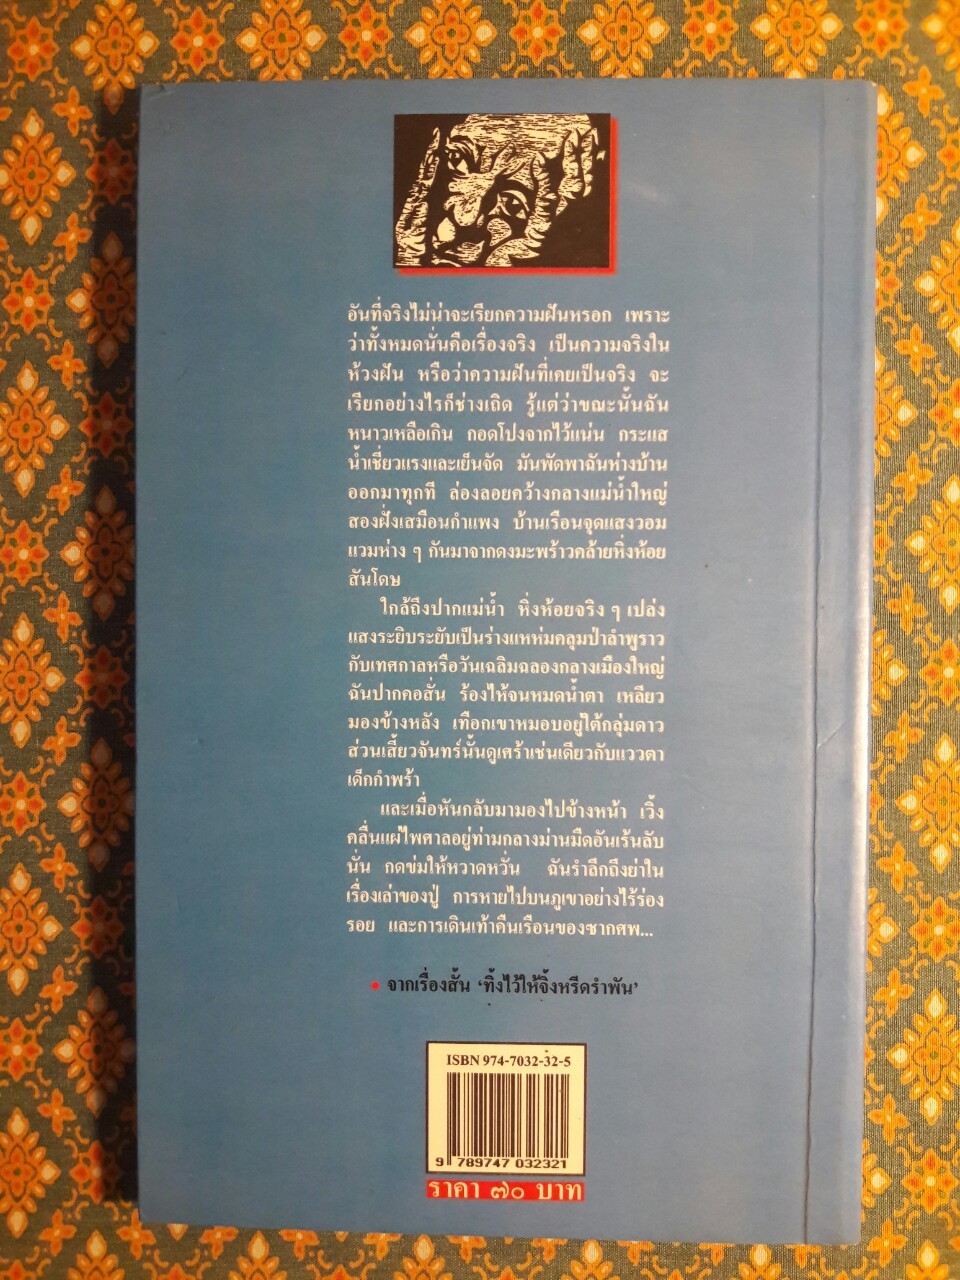 อันที่จริงไม่น่าจะเรียกความฝันหรอก เพราะ
ว่าทั้งหมดนั่นคือเรื่องจริง เป็นความจริงใน
ห้วงฝัน หรือว่าความฝันที่เคยเป็นจริง จะ
เรียกอย่างไรก็ช่างเถิด รู้แต่ว่าขณะนั้นฉัน
หนาวเหลือเกิน กอดโปงจากไว้แน่น กระแส
น้ำเชี่ยวแรงและเย็นจัด มันพัดพาฉันห่างบ้าน
ออกมาทุกที ล่องลอยคว้างกลางแม่น้ำใหญ่
สองฝั่งเสมือนกำแพง บ้านเรือนจุดแสงวอม
แวมห่าง ๆ กันมาจากดงมะพร้าวคล้ายหิ่งห้อย
สันโดษ
ใกล้ถึงปากแม่น้ำ หิ่งห้อยจริง ๆ เปล่ง
แสงระยิบระยับเป็นร่างแหห่มคลุมป่าลำพูราว
กับเทศกาลหรือวันเฉลิมฉลองกลางเมืองใหญ่
ฉันปากคอสั่น ร้องไห้จนหมดน้ำตา เหลียว
มองข้างหลัง เทือกเขาหมอบอยู่ใต้กลุ่มดาว
ส่วนเสี้ยวจันทร์นั้นดูเศร้าเช่นเดียวกับแววตา
เด็กกำพร้า
และเมื่อหันกลับมามองไปข้างหน้า เวิ้ง
คลื่นแผ่ไพศาลอยู่ท่ามกลางม่านมืดอันเร้นลับ
นั่น กดข่มให้หวาดหวั่น ฉันรำลึกถึงย่าใน
เรื่องเล่าของปู่ การหายไปบนภูเขาอย่างไร้ร่อง
รอย และการเดินเท้าคืนเรือนของซากศพ...
• จากเรื่องสั้น ‘ทิ้งไว้ให้จิ้งหรีดรำพัน’
ISBN 974-7032-32-5
9 789747 032321
ราคา ๗๐ บาท